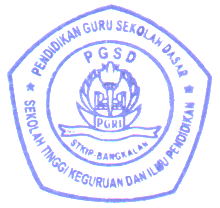 PENDIDIKAN GURU SEKOLAH DASAR
PGSD
PGRI
STKIP-BANGKALAN
SEKOLAH TINGGI KEGURUAN DAN ILMU PENDIDIKAN